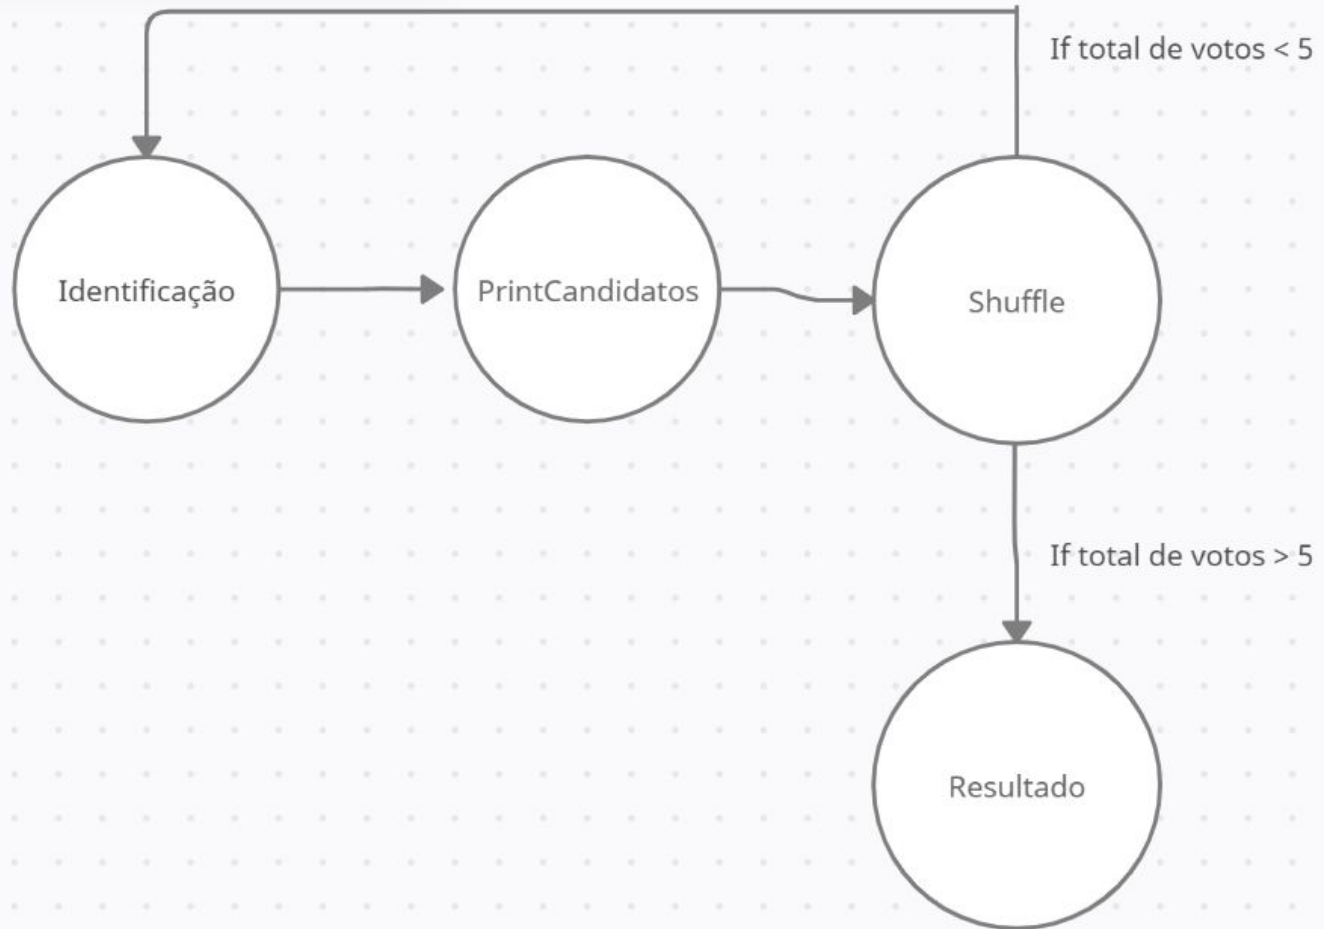 If total de votos < 5
Identificação
PrintCandidatos
Shuffle
If total de votos > 5
Resultado